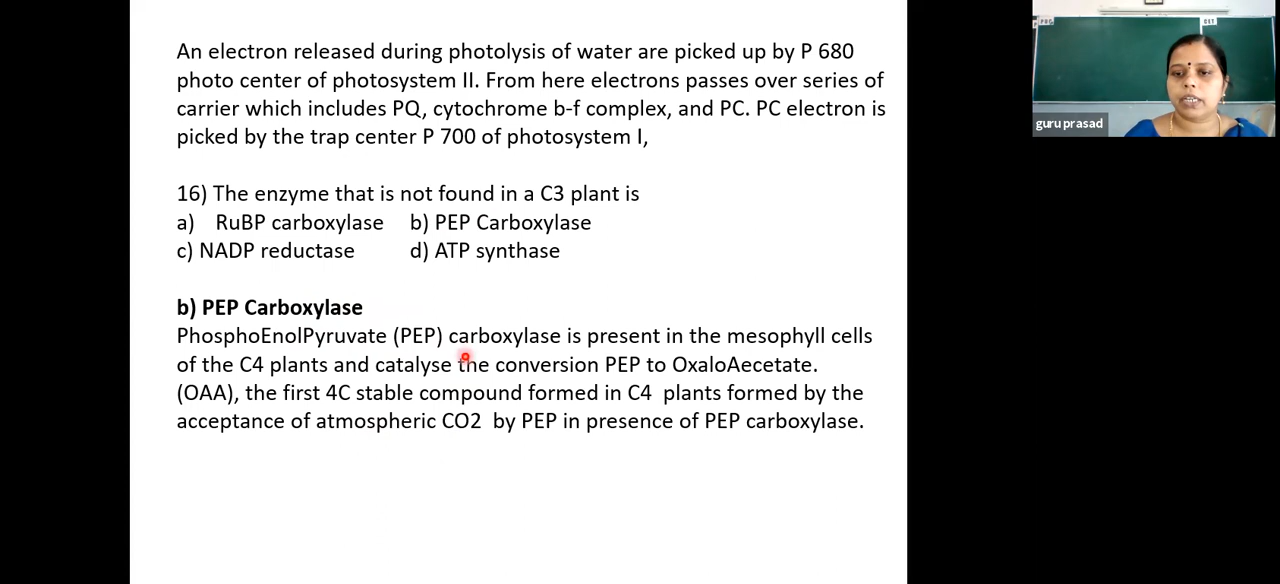 An electron released during photolysis of water are picked up by P 680
photo center of photosystem II. From here electrons passes over series of
carrier which includes PQ, cytochrome b-f complex, and PC. PC electron is
picked by the trap center P 700 of photosystem I,
16) The enzyme that is not found in a C3 plant is
a) RuBP carboxylase b) PEP Carboxylase
c) NADP reductase d) ATP synthase
b) PEP Carboxylase
PhosphoEnolPyruvate (PEP) carboxylase is present in the mesophyll cells
of the C4 plants and catalyse the conversion PEP to OxaloAecetate.
(OAA), the first 4C stable compound formed in C4 plants formed by the
acceptance of atmospheric CO2 by PEP in presence of PEP carboxylase.
guru prasad